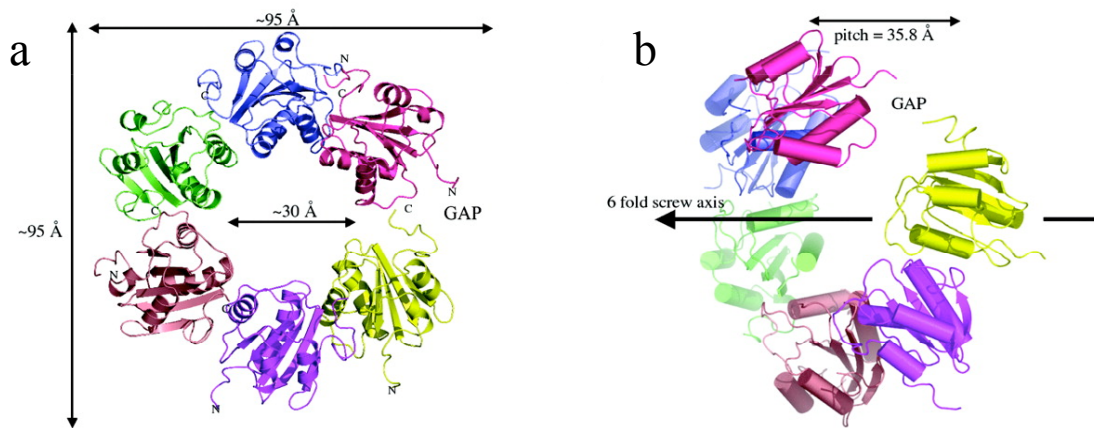 a
~95 Å
N
C
C
N
C
GAP
~30 Å
~95 Å
C
N
N
N
b
pitch = 35.8 Å
GAP
6 fold screw axis